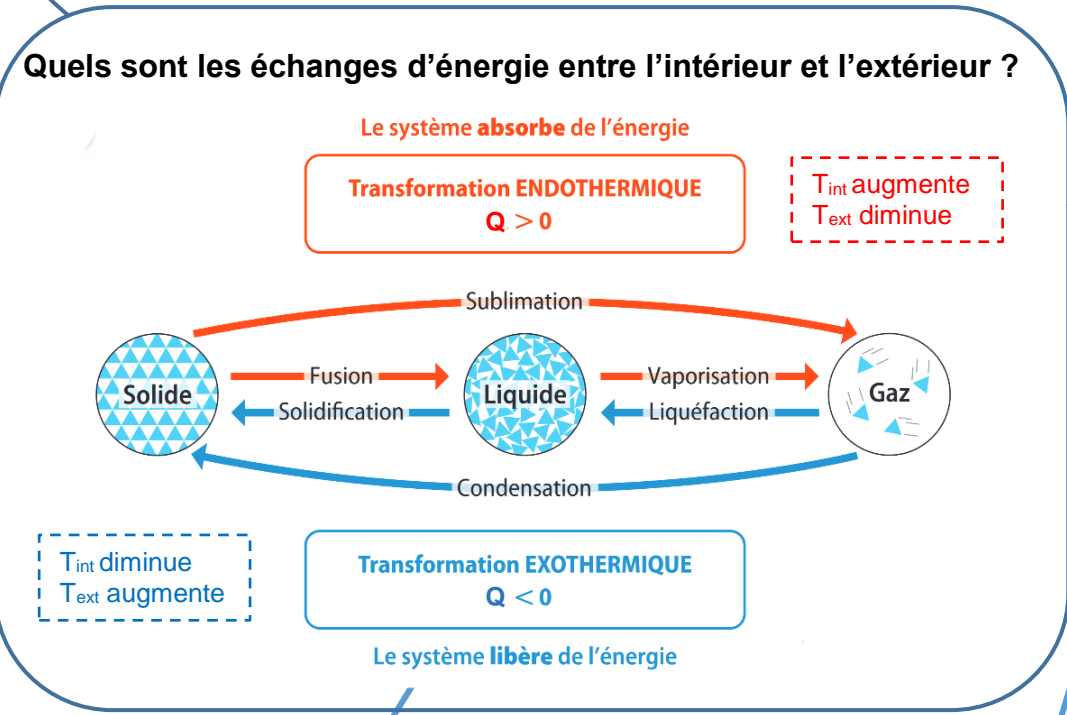 Quels sont les échanges d’énergie entre l’intérieur et l’extérieur ?
Le système absorbe de l’énergie
Transformation ENDOTHERMIQUE
Q > 0
Tint augmente
Text diminue
Sublimation
Fusion
Vaporisation
Solide
Liquide
Gaz
Solidification
Liquéfaction
Condensation
Tint diminue
Text augmente
Transformation EXOTHERMIQUE
Q < 0
Le système libère de l’énergie